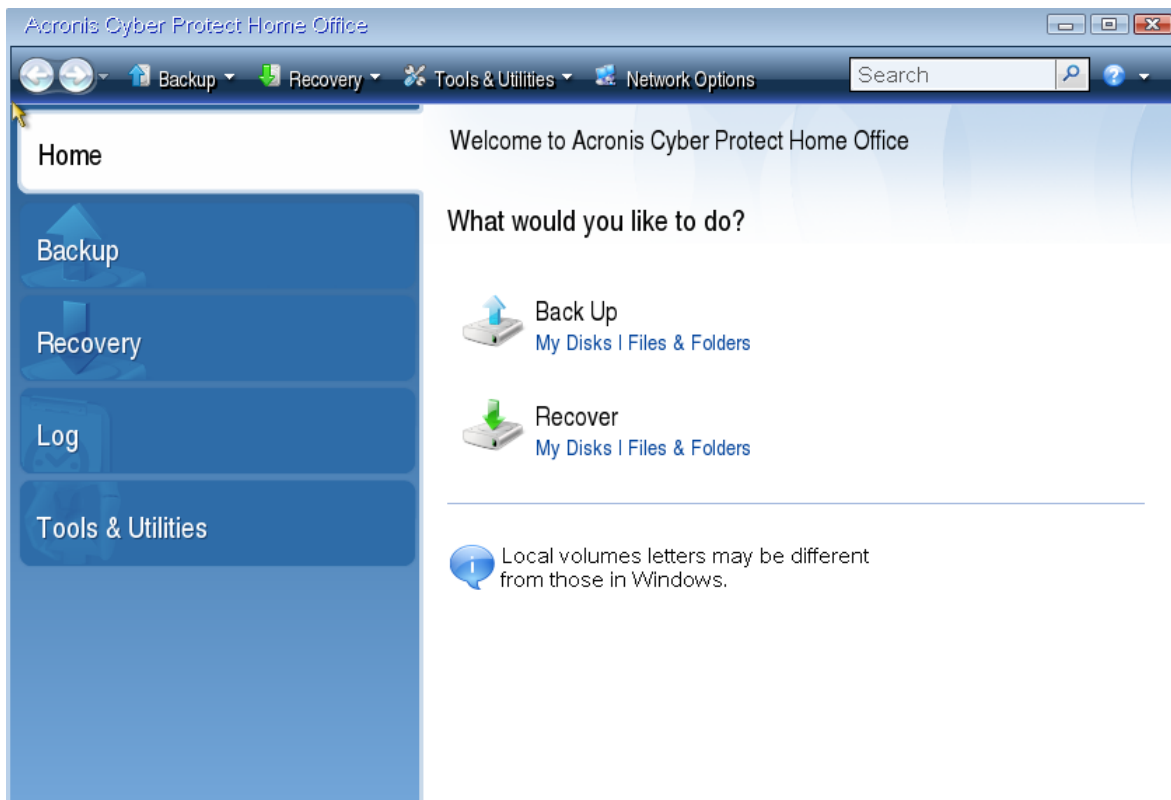 Acronis Cyber Protect Home Office
Backup Recovery Tools & Utilities Network Options Search
Home
Backup
Recovery
Log
Tools & Utilities
Welcome to Acronis Cyber Protect Home Office
What would you like to do?
Back Up
My Disks | Files & Folders
Recover
My Disks | Files & Folders
Local volumes letters may be different
from those in Windows.